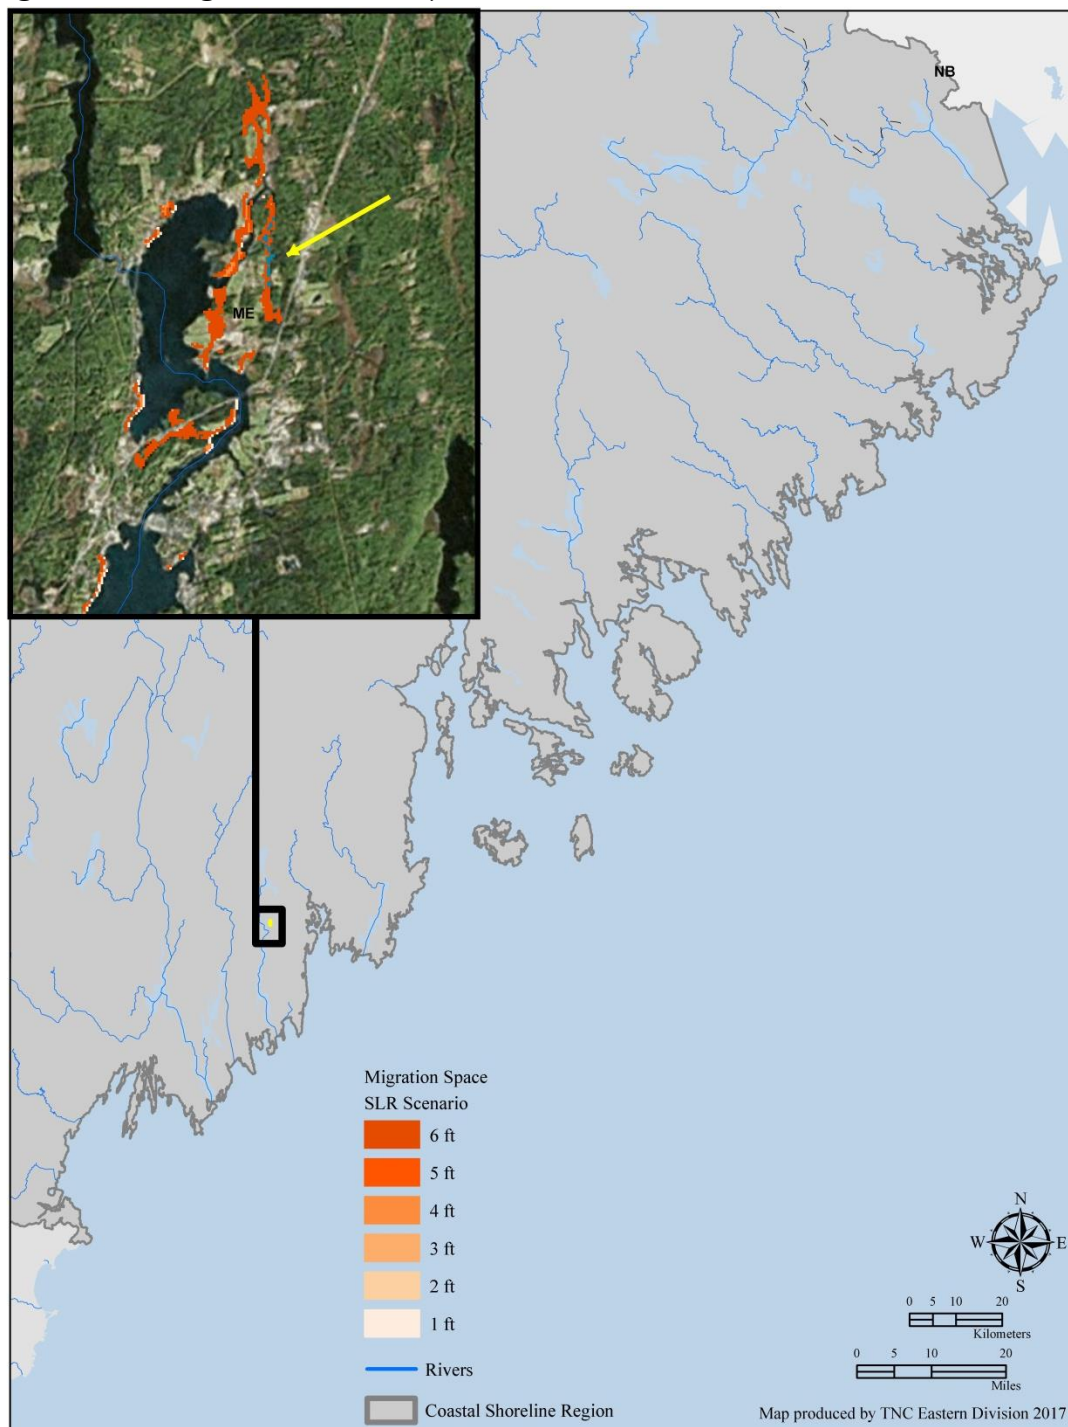 NB
ME
Migration Space
SLR Scenario
6 ft
5 ft
4 ft
3 ft
2 ft
1 ft
Rivers
Coastal Shoreline Region
N
W E
S
0 5 10 20
Kilometers
0 5 10 20
Miles
Map produced by TNC Eastern Division 2017